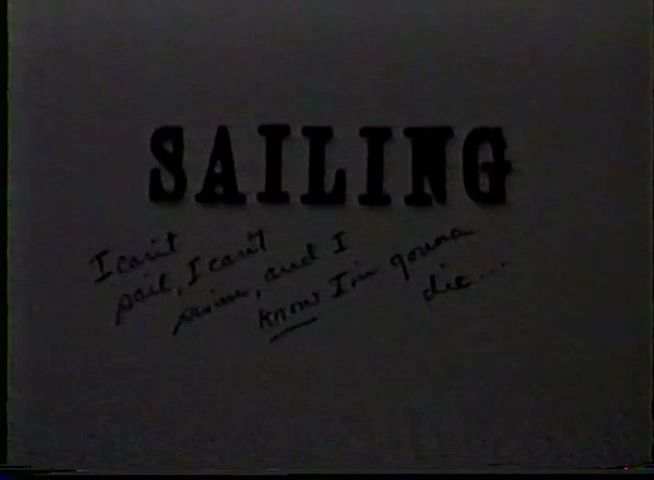 SAILING
I can't
sail, I can't
swim, and I
know I'm gonna
die...